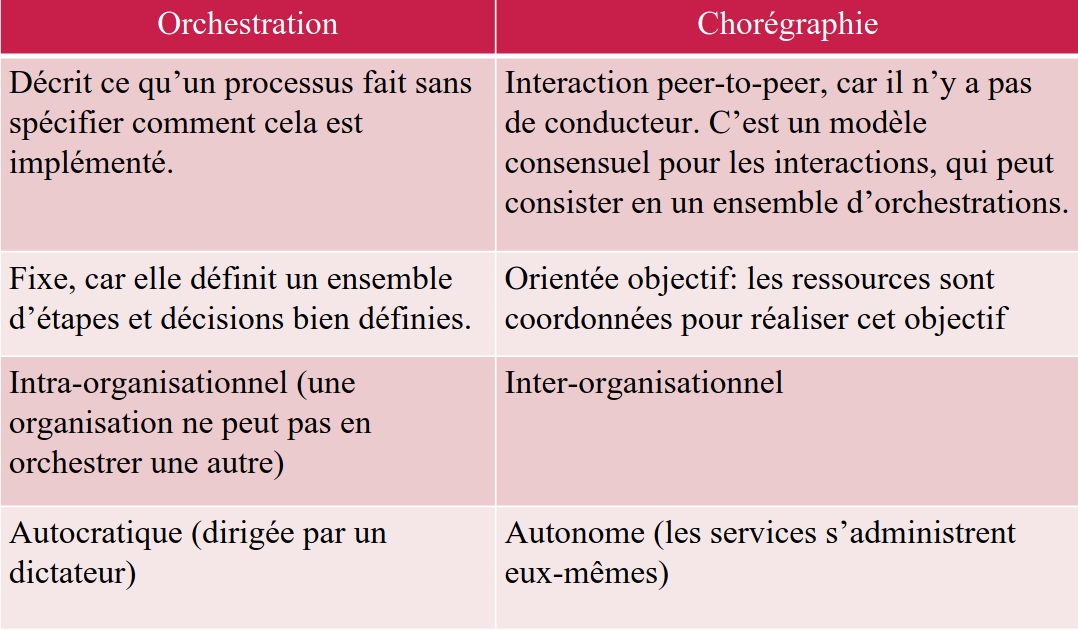 Orchestration
Chorégraphie
Décrit ce qu’un processus fait sans
spécifier comment cela est
implémenté.
Interaction peer-to-peer, car il n’y a pas
de conducteur. C’est un modèle
consensuel pour les interactions, qui peut
consister en un ensemble d’orchestrations.
Fixe, car elle définit un ensemble
d’étapes et décisions bien définies.
Orientée objectif: les ressources sont
coordonnées pour réaliser cet objectif
Intra-organisationnel (une
organisation ne peut pas en
orchestrer une autre)
Inter-organisationnel
Autocratique (dirigée par un
dictateur)
Autonome (les services s’administrent
eux-mêmes)